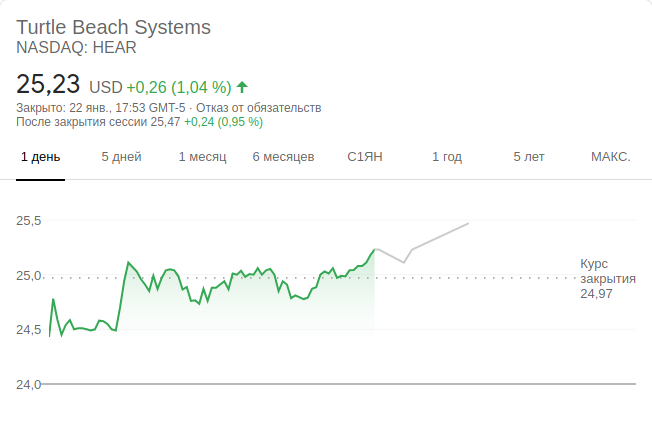 Turtle Beach Systems
NASDAQ: HEAR
25,23 USD +0,26 (1,04 %)
Закрыто: 22 янв., 17:53 GMT-5 · Отказ от обязательств
После закрытия сессии 25,47 +0,24 (0,95 %)
1 день 5 дней 1 месяц 6 месяцев С1ЯН 1 год 5 лет МАКС.
25,5
25,0
24,5
24,0
Курс
закрытия
24,97